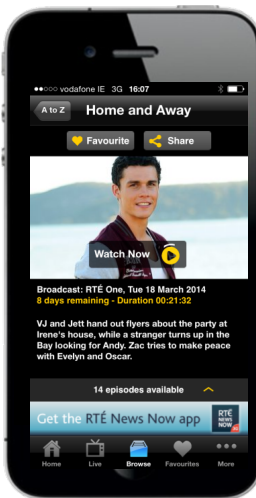 vodafone IE 3G 16:07
A to Z Home and Away
Favourite Share
Watch Now
Broadcast: RTÉ One, Tue 18 March 2014
8 days remaining - Duration 00:21:32
VJ and Jett hand out flyers about the party at
Irene's house, while a stranger turns up in the
Bay looking for Andy. Zac tries to make peace
with Evelyn and Oscar.
14 episodes available
Get the RTÉ News Now app RTÉ
NEWS
NOW
Home Live Browse Favourites More